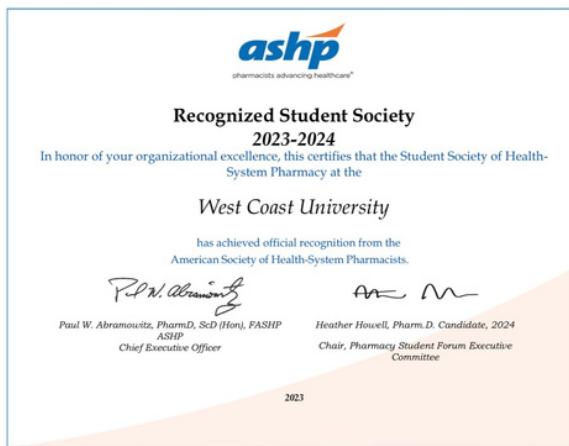 ashp
pharmacists advancing healthcare®
Recognized Student Society
2023-2024
In honor of your organizational excellence, this certifies that the Student Society of Health-
System Pharmacy at the
West Coast University
has achieved official recognition from the
American Society of Health-System Pharmacists.
Paul W. Abramowitz
Paul W. Abramowitz, PharmD, ScD (Hon), FASHP
ASHP
Chief Executive Officer
Heather Howell, Pharm.D. Candidate, 2024
Chair, Pharmacy Student Forum Executive
Committee
2023